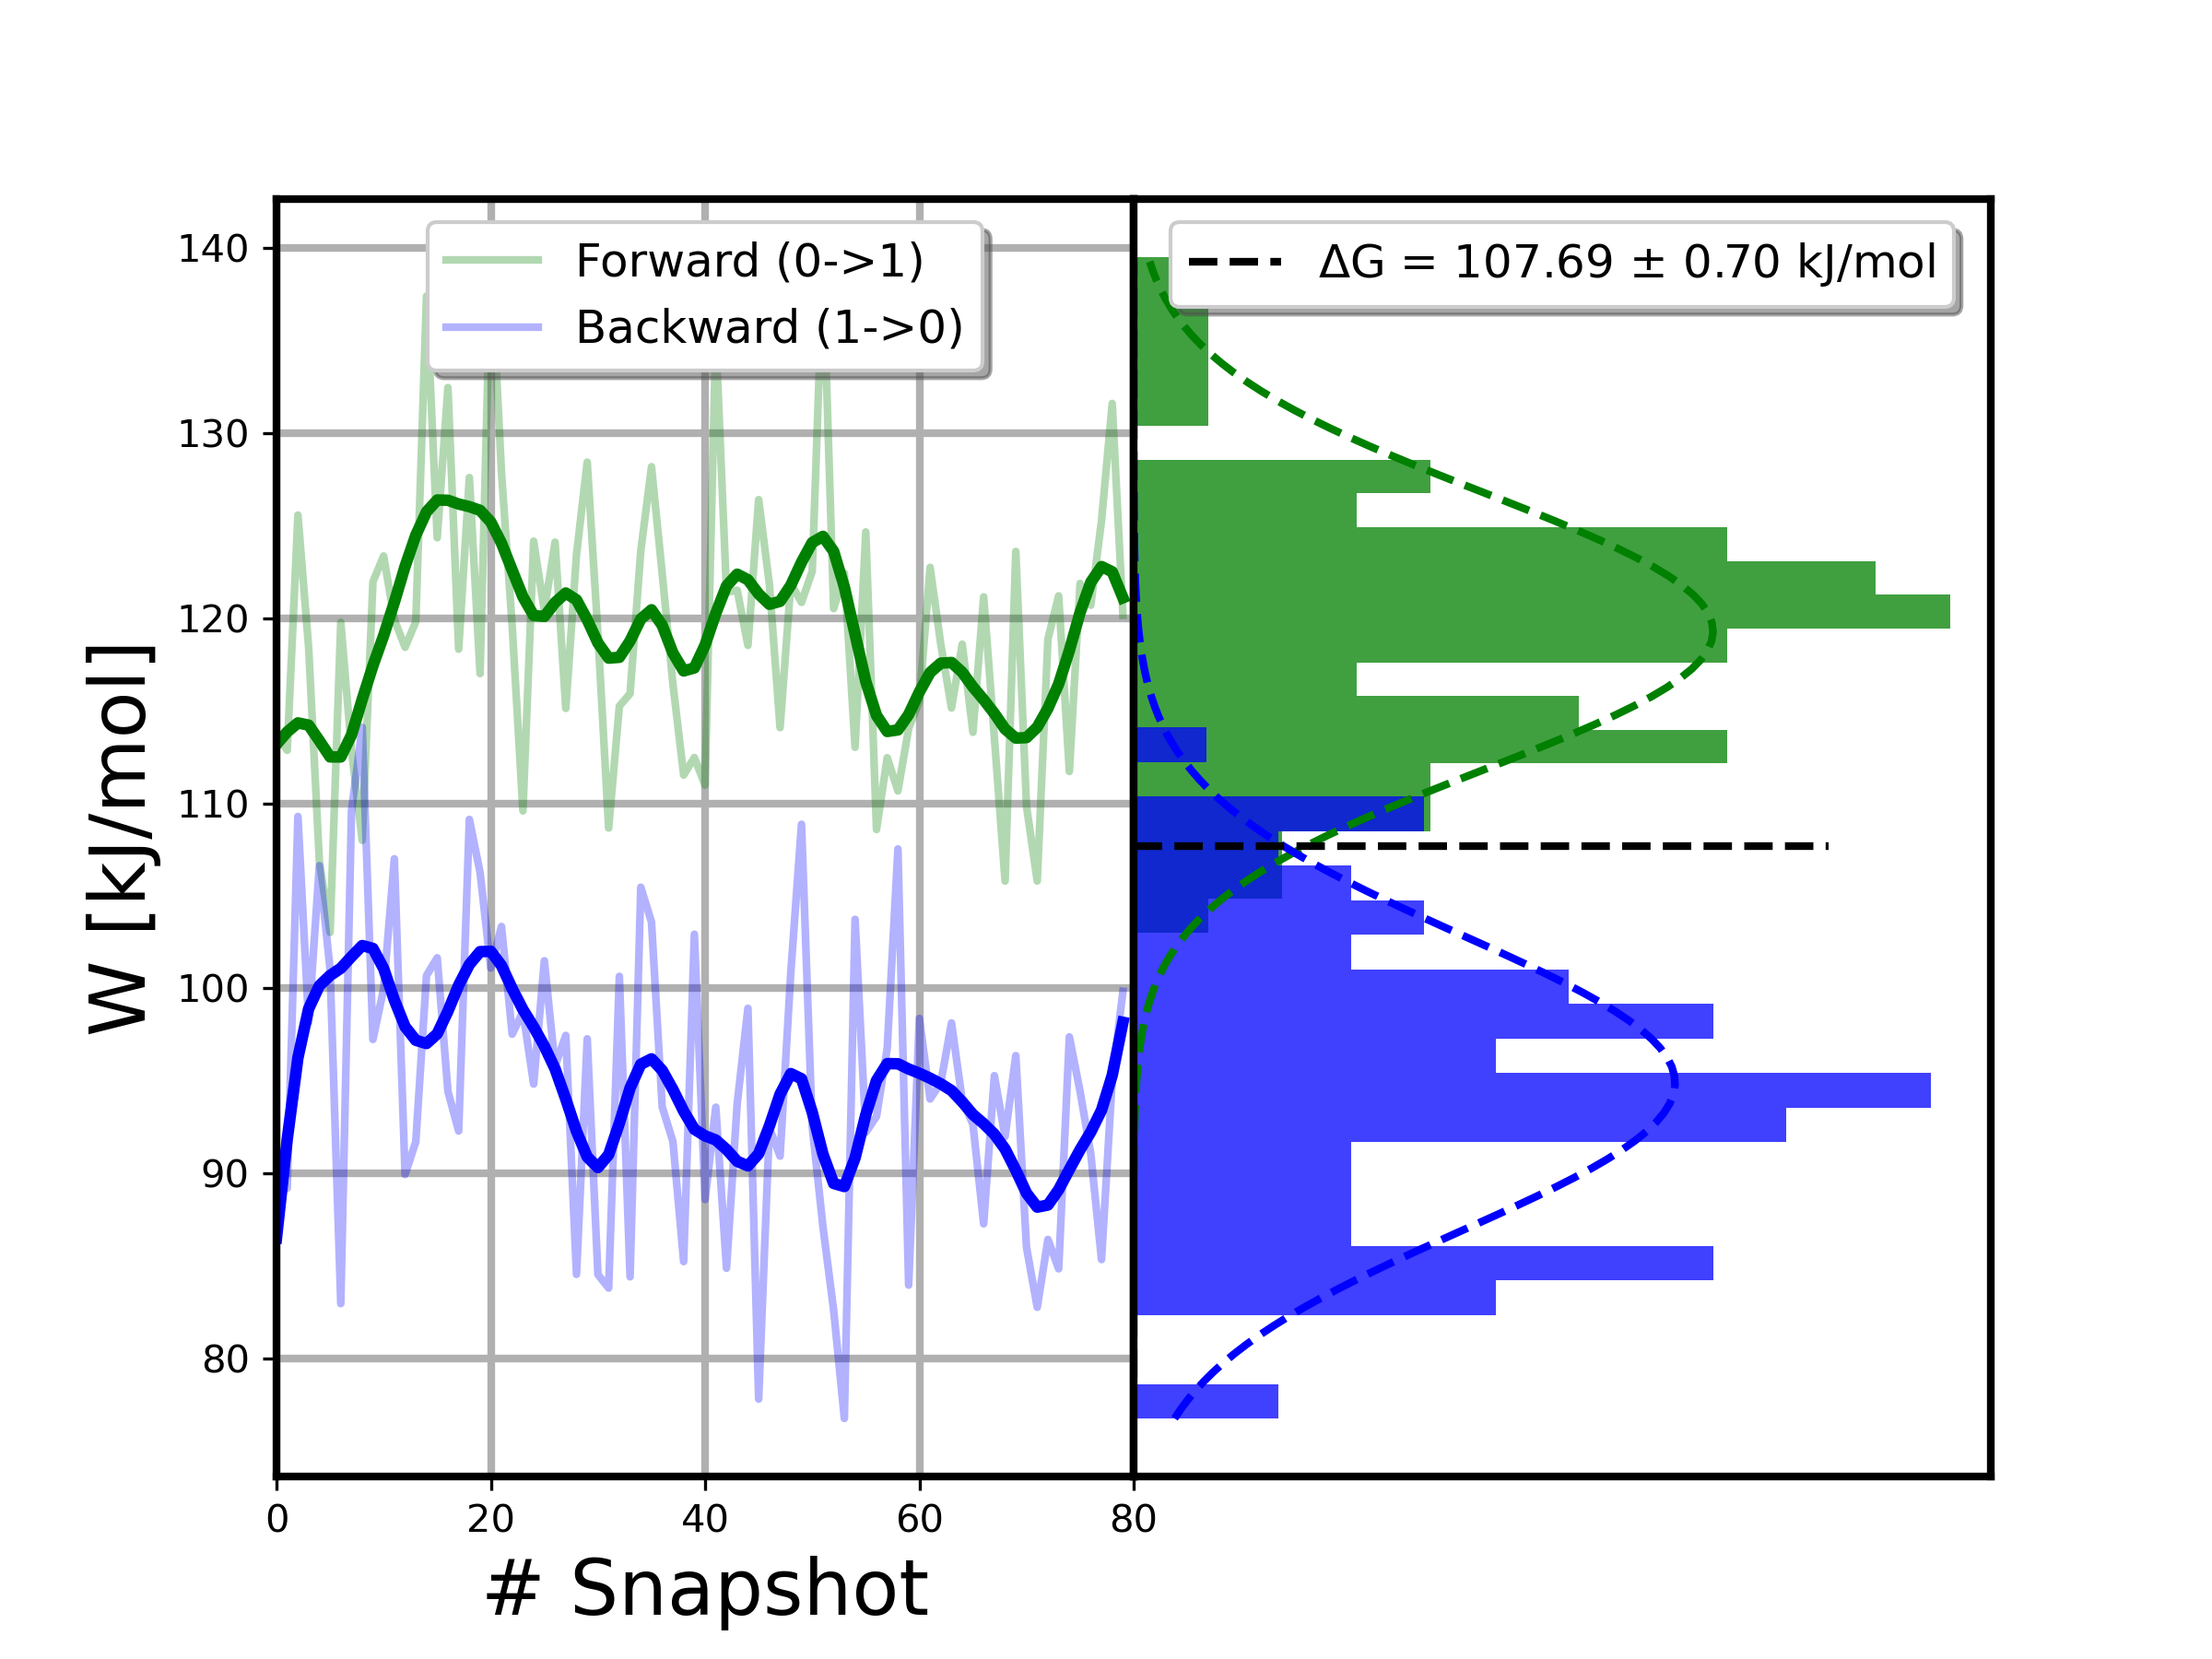 Forward (0->1)
Backward (1->0)
ΔG = 107.69 ± 0.70 kJ/mol
W [kJ/mol]
140
130
120
110
100
90
80
0 20 40 60 80
# Snapshot